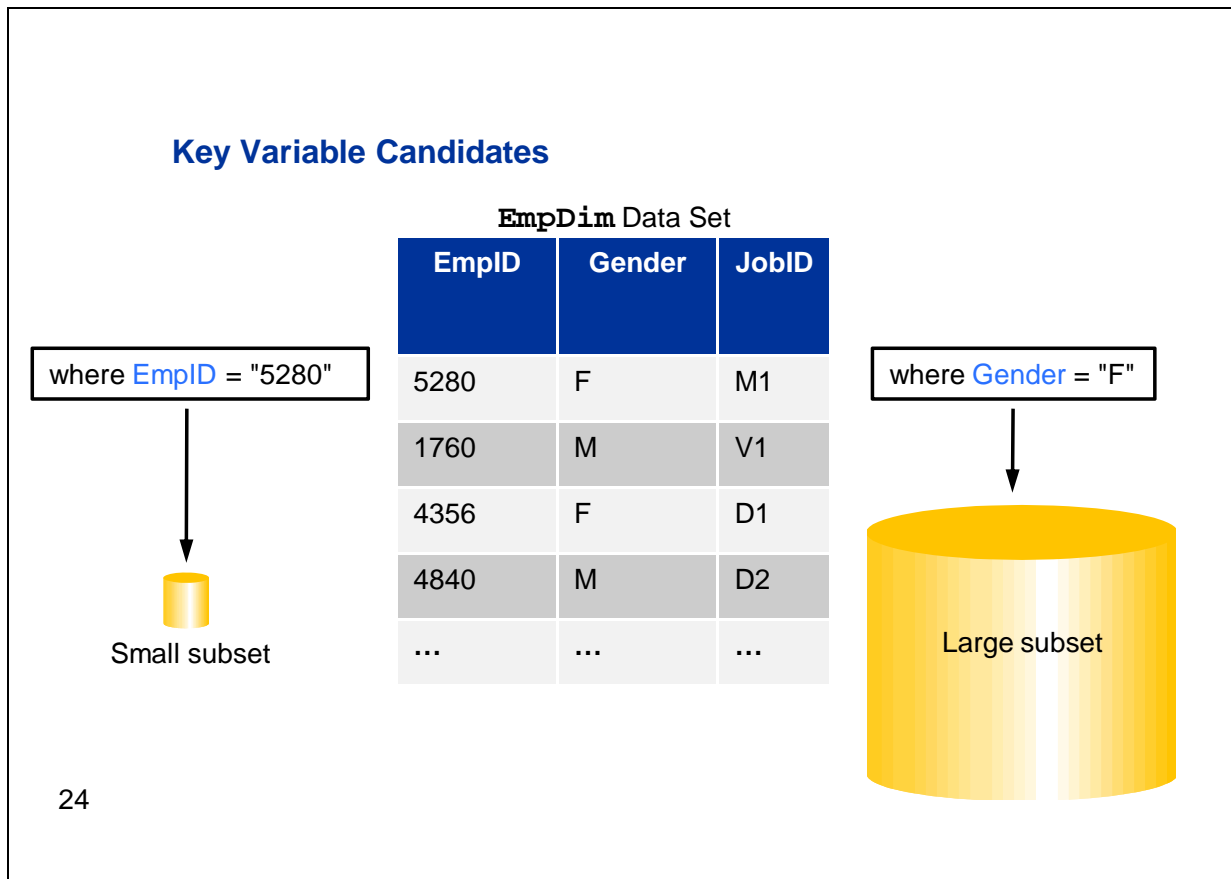 Key Variable Candidates
EmpDim Data Set
EmpID Gender JobID
where EmpID = "5280"
5280 F M1
where Gender = "F"
1760 M V1
4356 F D1
4840 M D2
... ... ...
Small subset
Large subset
24